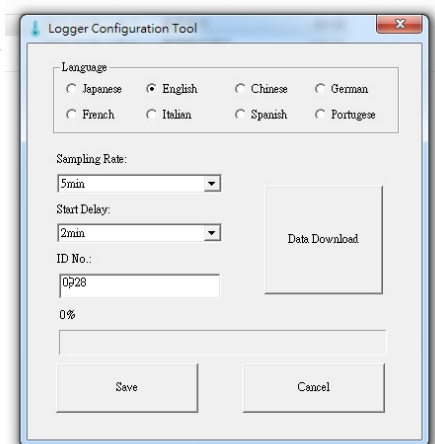 Logger Configuration Tool
Language
Japanese English Chinese German
French Italian Spanish Portugese
Sampling Rate:
5min
Start Delay:
2min
Data Download
ID No.:
0%
Save Cancel